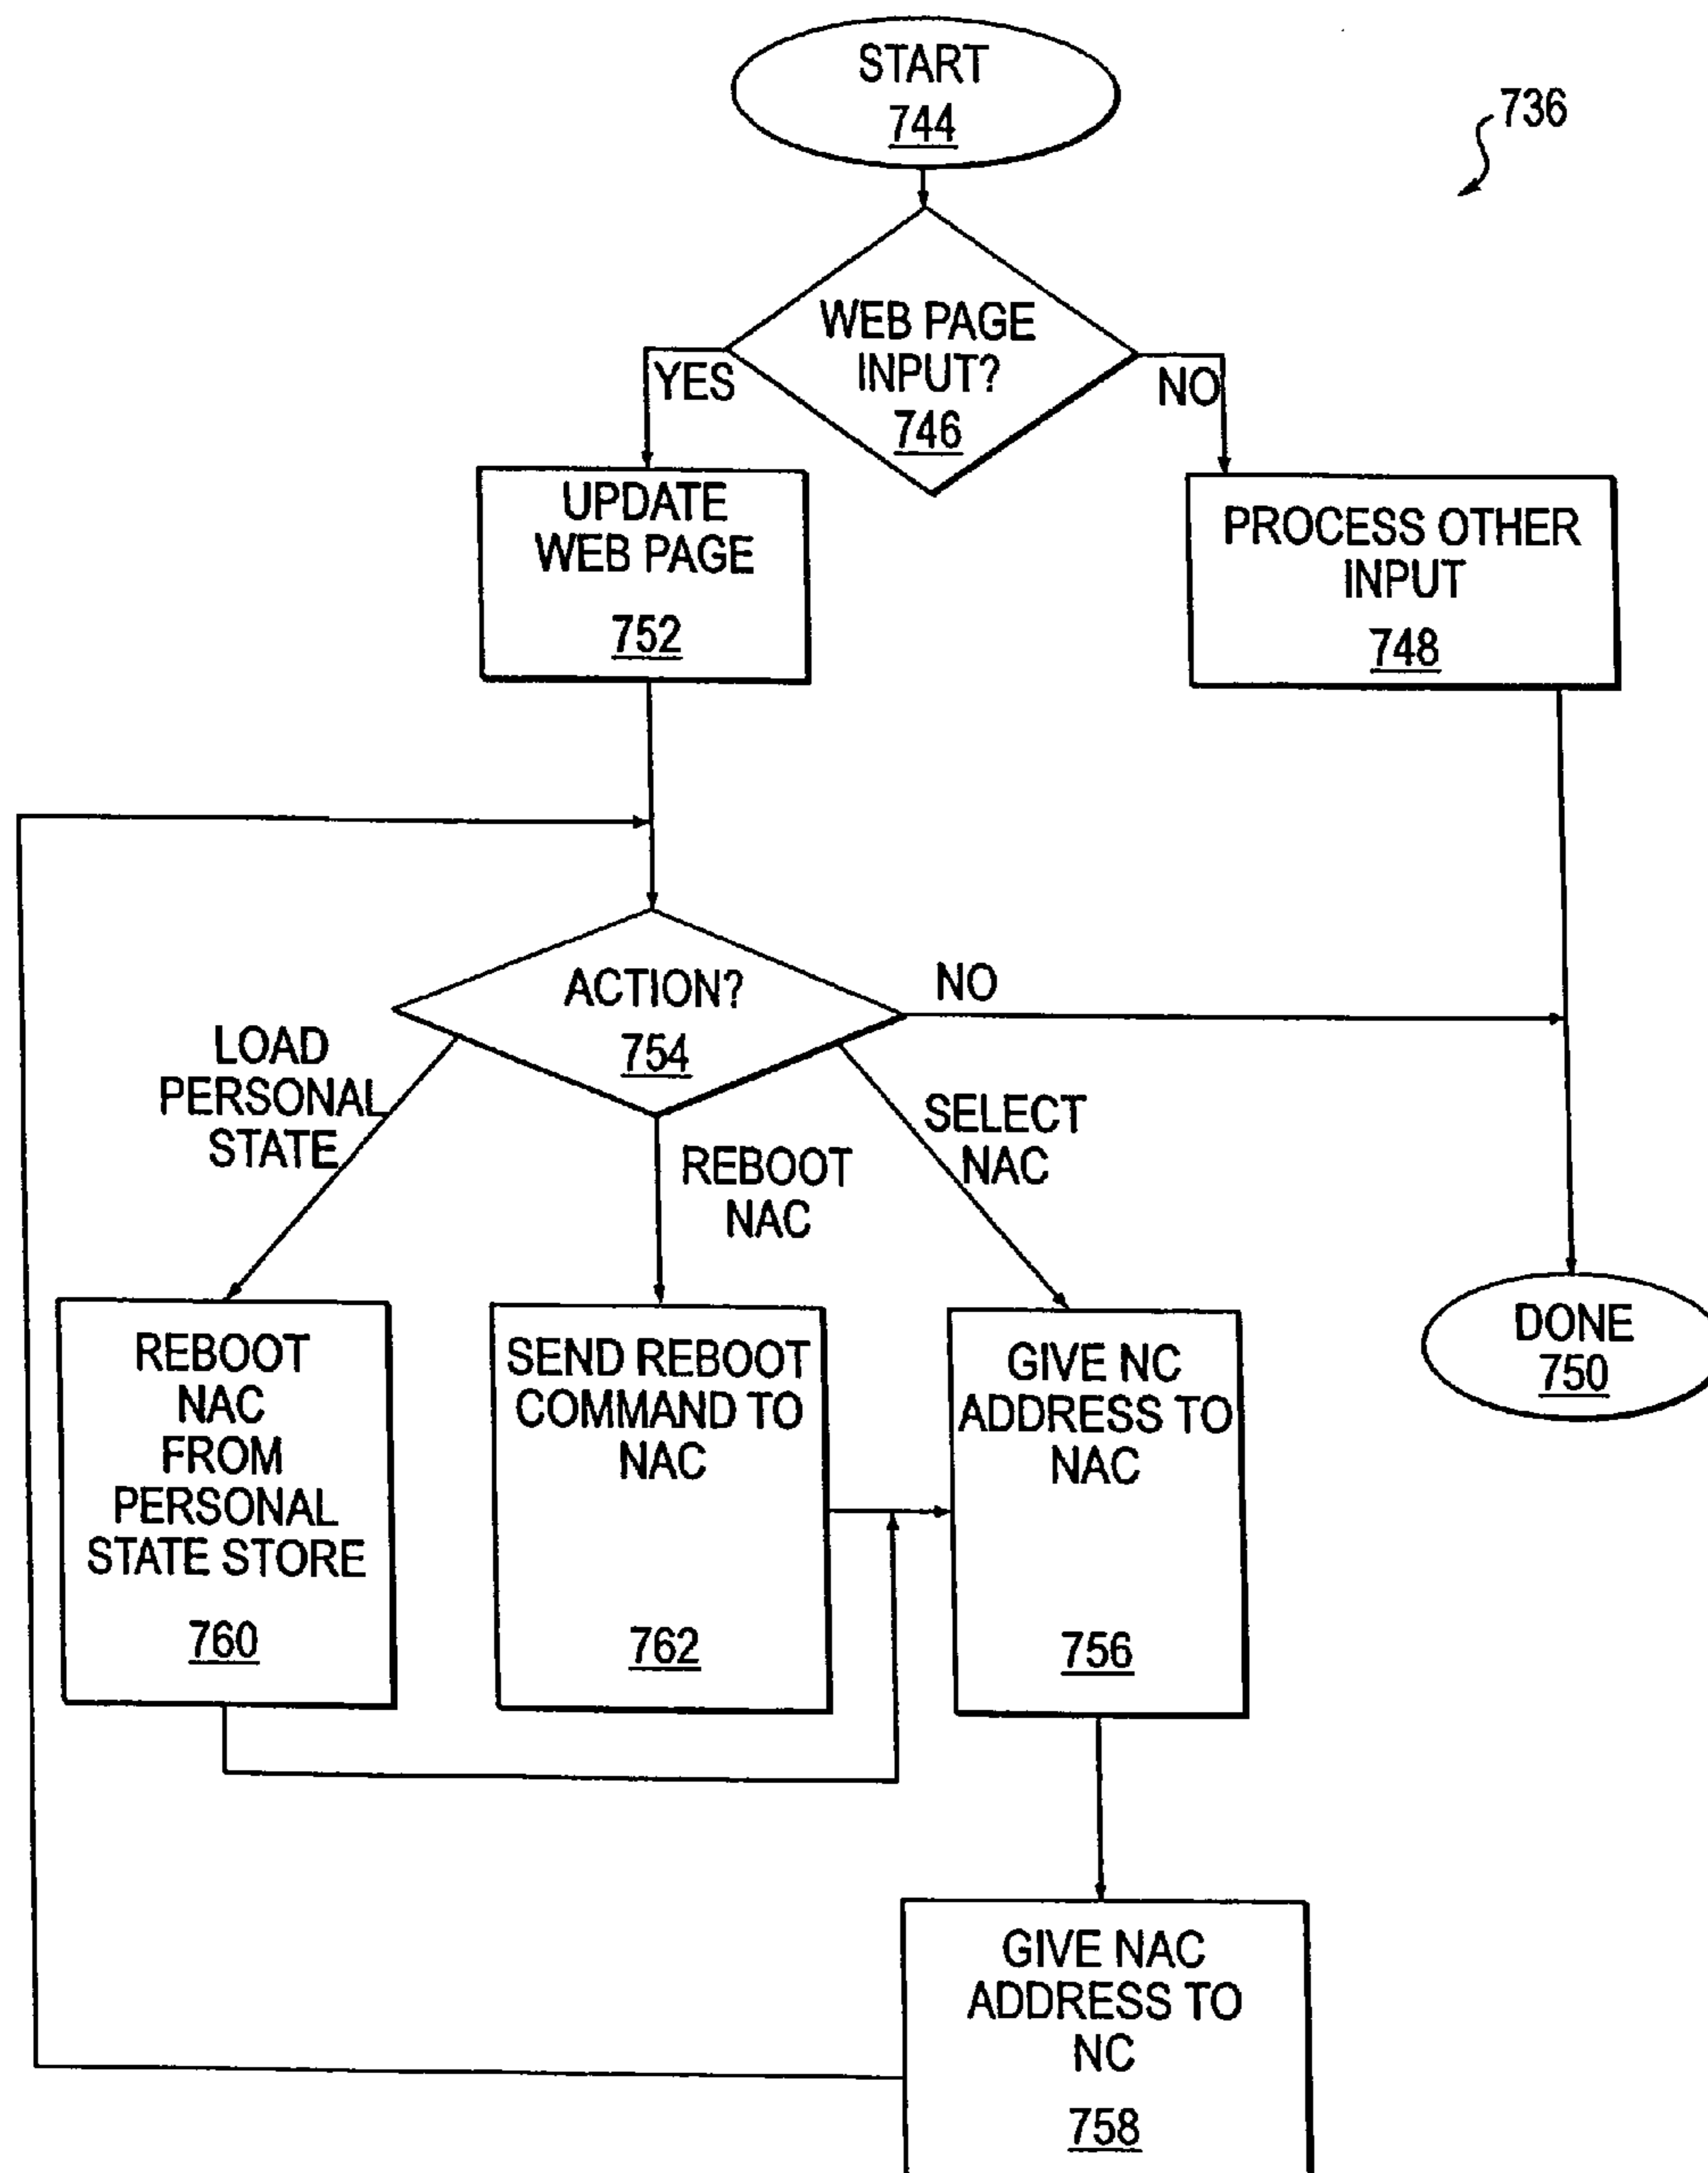 START
744
736
WEB PAGE
INPUT?
746
YES
NO
UPDATE
WEB PAGE
752
PROCESS OTHER
INPUT
748
ACTION?
754
NO
LOAD
PERSONAL
STATE
REBOOT
NAC
SELECT
NAC
REBOOT
NAC
FROM
PERSONAL
STATE STORE
760
SEND REBOOT
COMMAND TO
NAC
762
GIVE NC
ADDRESS TO
NAC
756
DONE
750
GIVE NAC
ADDRESS TO
NC
758